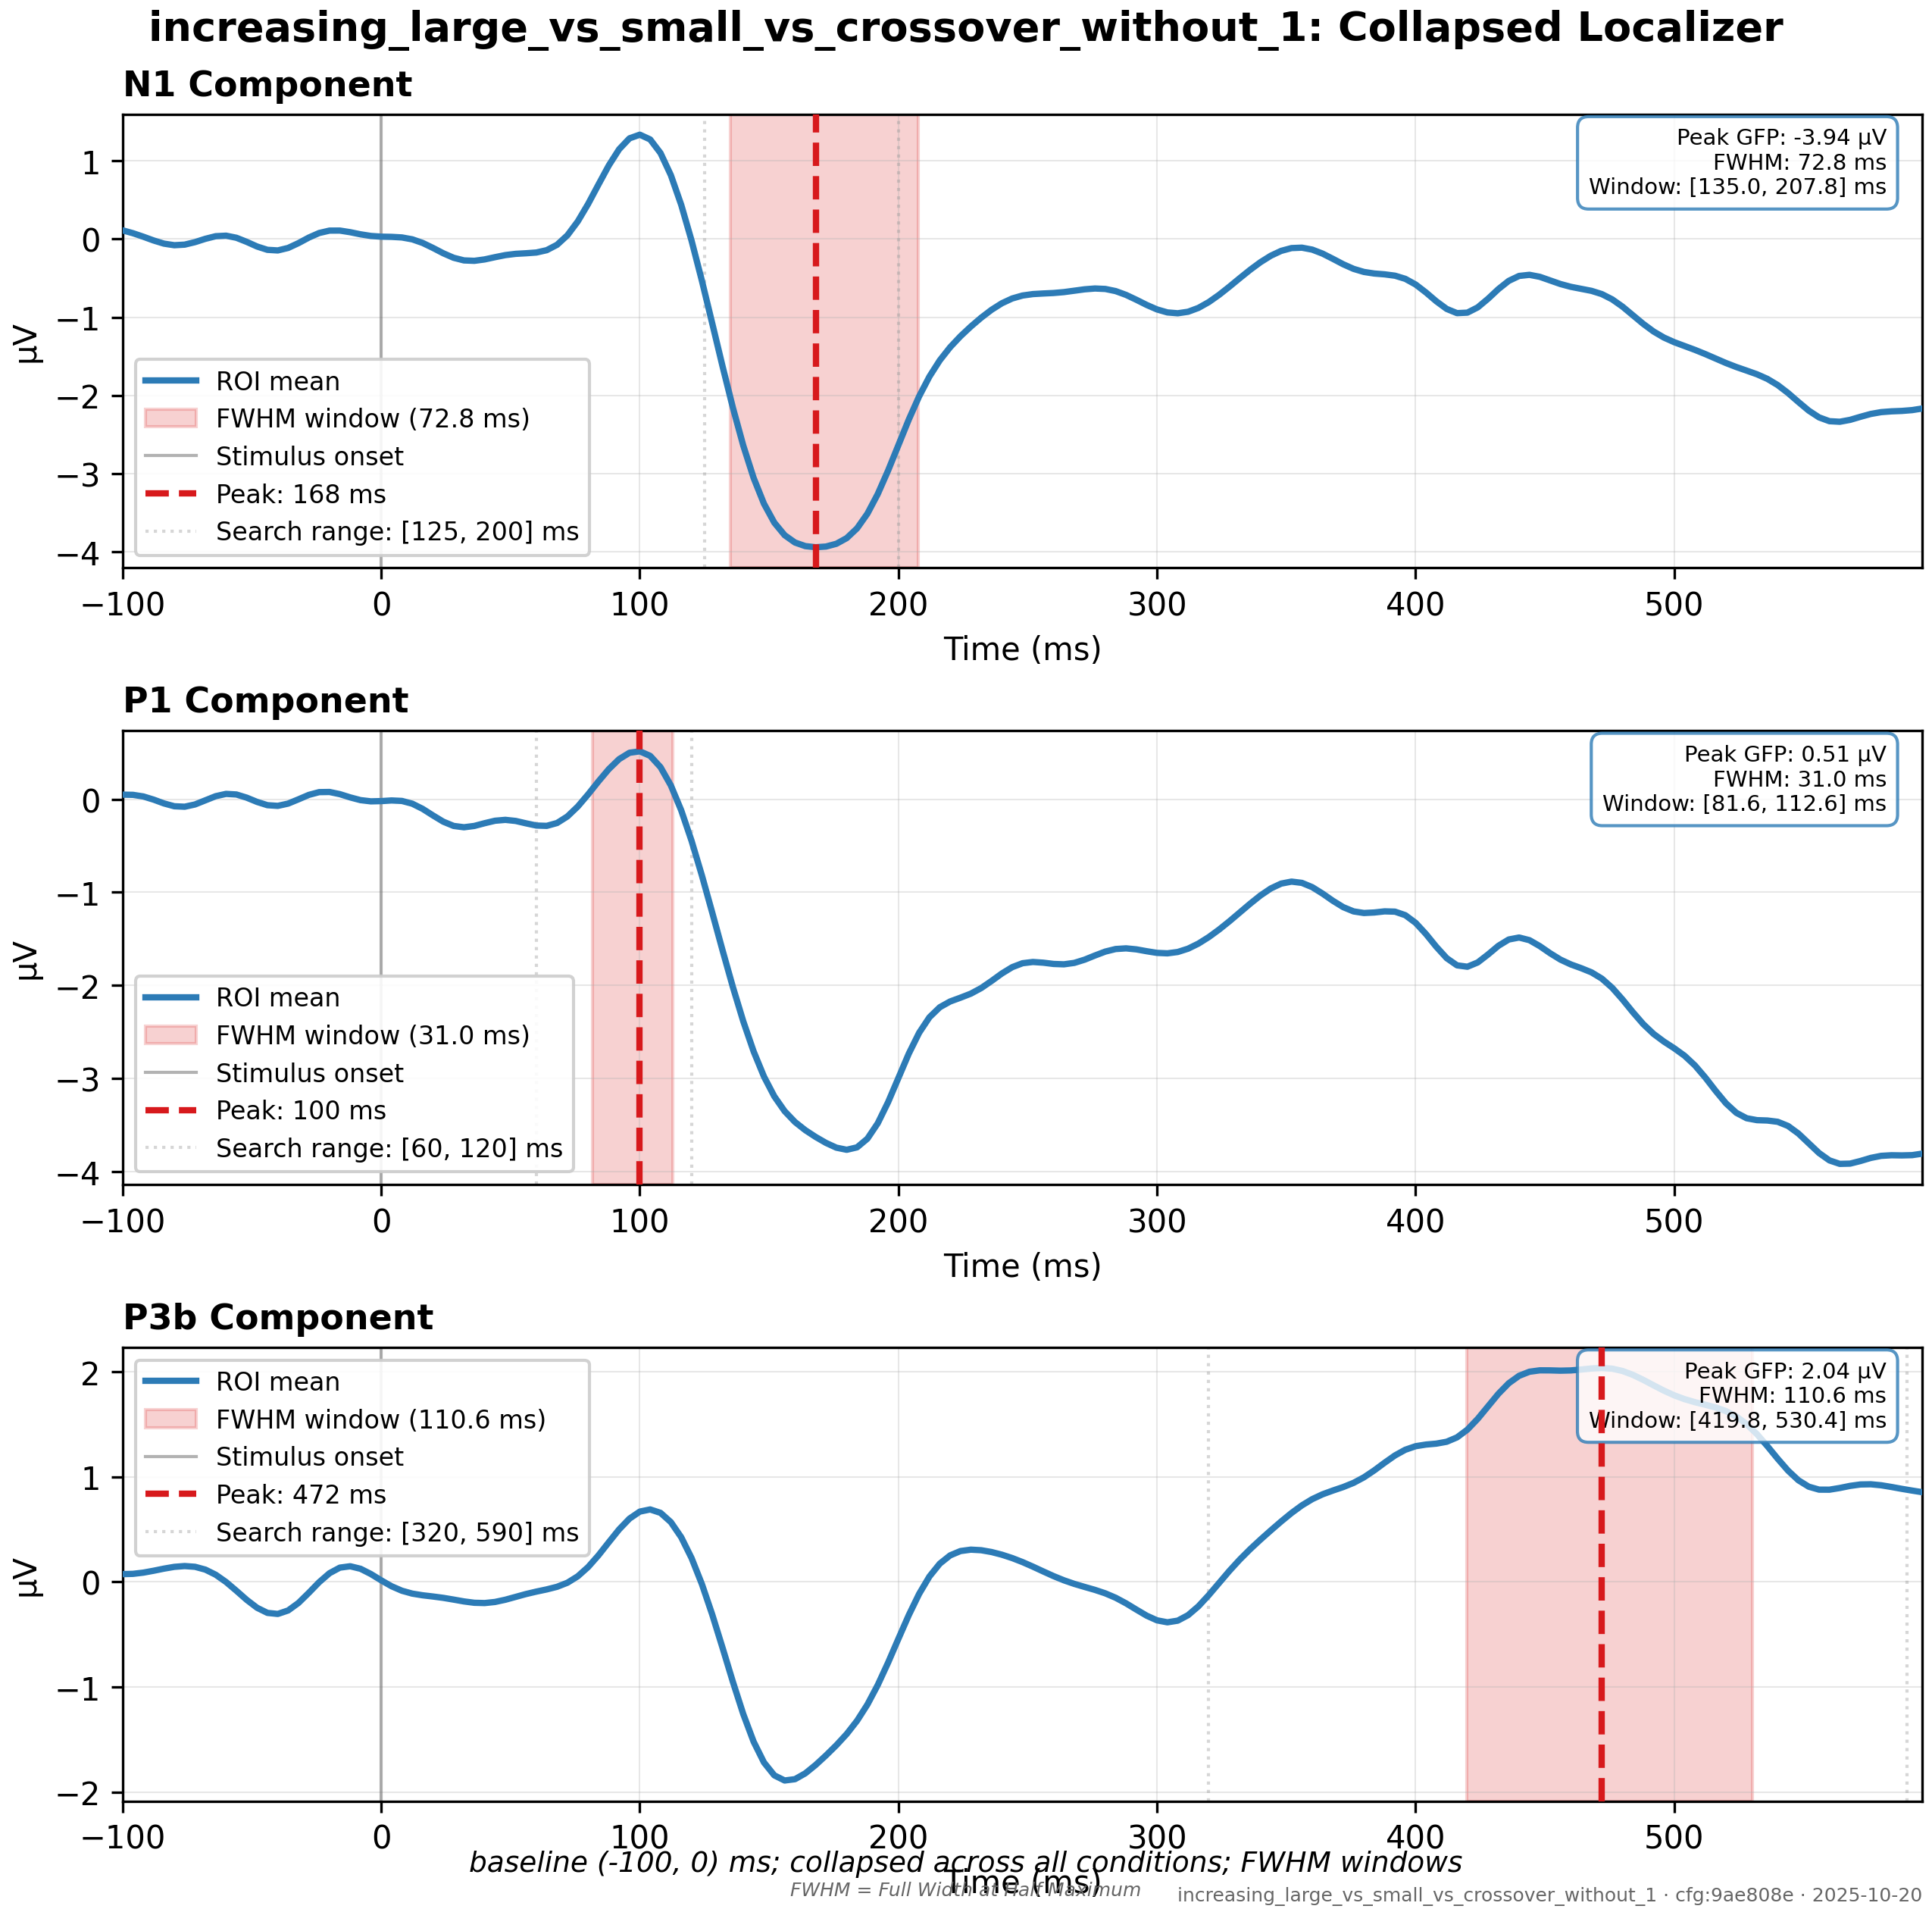 increasing_large_vs_small_vs_crossover_without_1: Collapsed Localizer
N1 Component
Peak GFP: -3.94 µV
FWHM: 72.8 ms
Window: [135.0, 207.8] ms
1
0
−1
−2
−3
−4
µV
ROI mean
FWHM window (72.8 ms)
Stimulus onset
Peak: 168 ms
Search range: [125, 200] ms
−100 0 100 200 300 400 500
Time (ms)
P1 Component
Peak GFP: 0.51 µV
FWHM: 31.0 ms
Window: [81.6, 112.6] ms
0
−1
−2
−3
−4
µV
ROI mean
FWHM window (31.0 ms)
Stimulus onset
Peak: 100 ms
Search range: [60, 120] ms
−100 0 100 200 300 400 500
Time (ms)
P3b Component
ROI mean
FWHM window (110.6 ms)
Stimulus onset
Peak: 472 ms
Search range: [320, 590] ms
Peak GFP: 2.04 µV
FWHM: 110.6 ms
Window: [419.8, 530.4] ms
2
1
0
−1
−2
µV
−100 0 100 200 300 400 500
baseline (-100, 0) ms; collapsed across all conditions; FWHM windows
Time (ms)
FWHM = Full Width at Half Maximum
increasing_large_vs_small_vs_crossover_without_1 · cfg:9ae808e · 2025-10-20